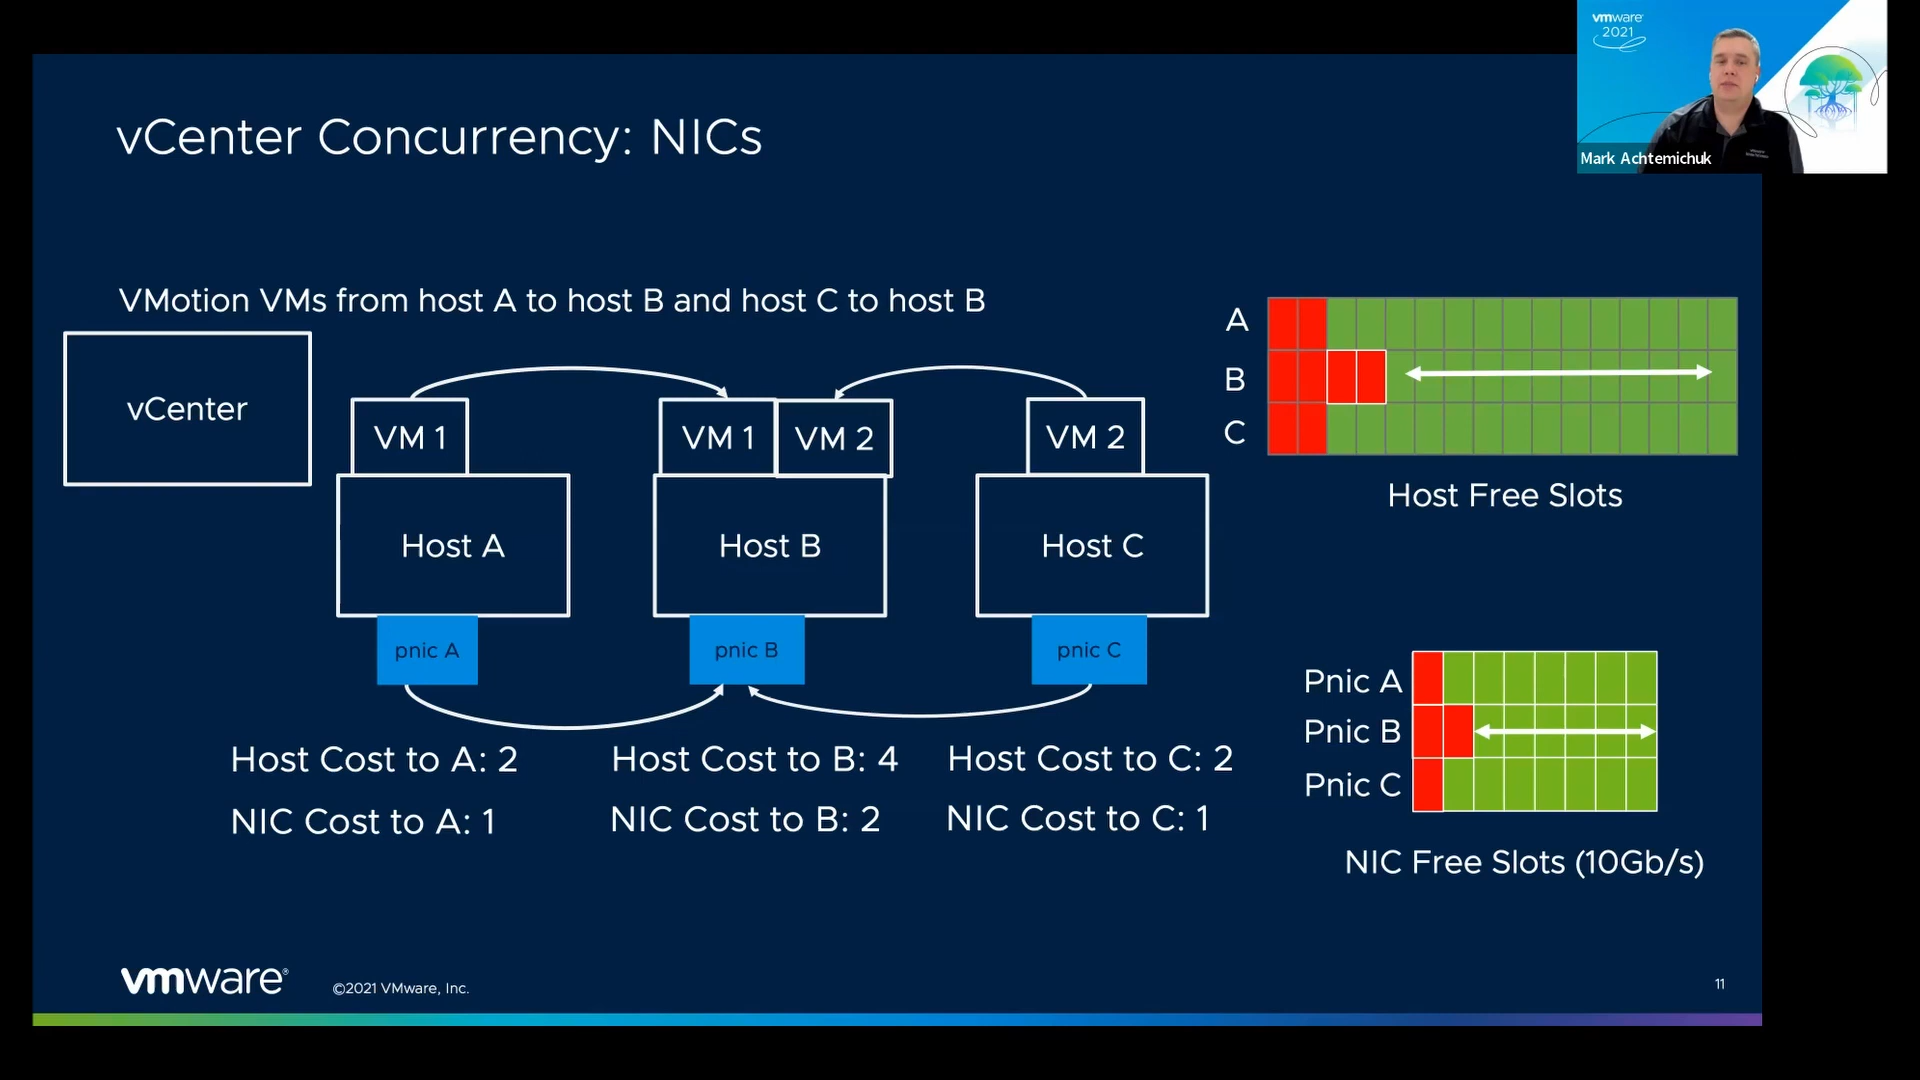 vmware
2021
Mark Achtemichuk
vCenter Concurrency: NICs
VMotion VMs from host A to host B and host C to host B
vCenter
VM 1
VM 1
VM 2
VM 2
Host A
Host B
Host C
pnic A
pnic B
pnic C
Host Cost to A: 2
Host Cost to B: 4
Host Cost to C: 2
NIC Cost to A: 1
NIC Cost to B: 2
NIC Cost to C: 1
A
B
C
Host Free Slots
Pnic A
Pnic B
Pnic C
NIC Free Slots (10Gb/s)
vmware®
©2021 VMware, Inc.
11